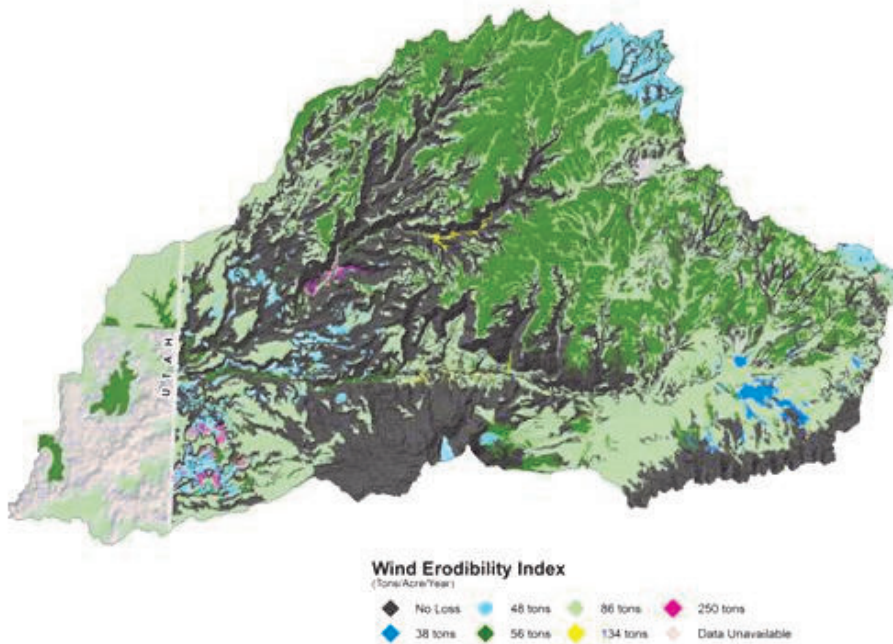 UTAH
Wind Erodibility Index
(Tons/Acre/Year)
No Loss 48 tons 86 tons 250 tons
38 tons 56 tons 134 tons Data Unavailable